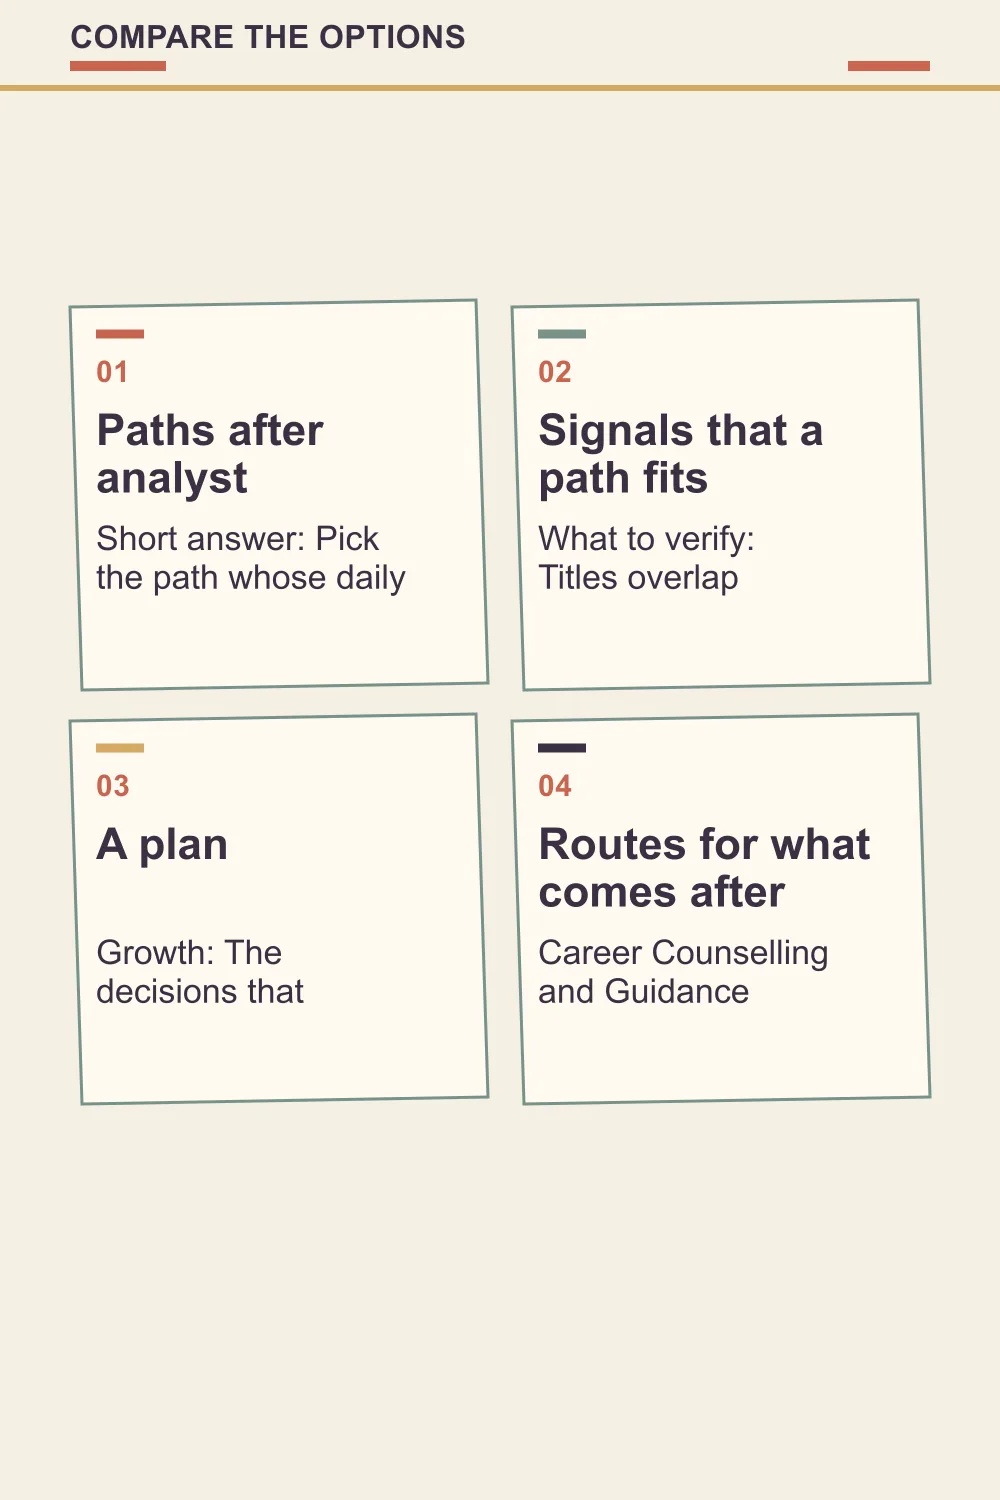 COMPARE THE OPTIONS
01
Paths after
analyst
Short answer: Pick
the path whose daily
02
Signals that a
path fits
What to verify:
Titles overlap
03
A plan
Growth: The
decisions that
04
Routes for what
comes after
Career Counselling
and Guidance